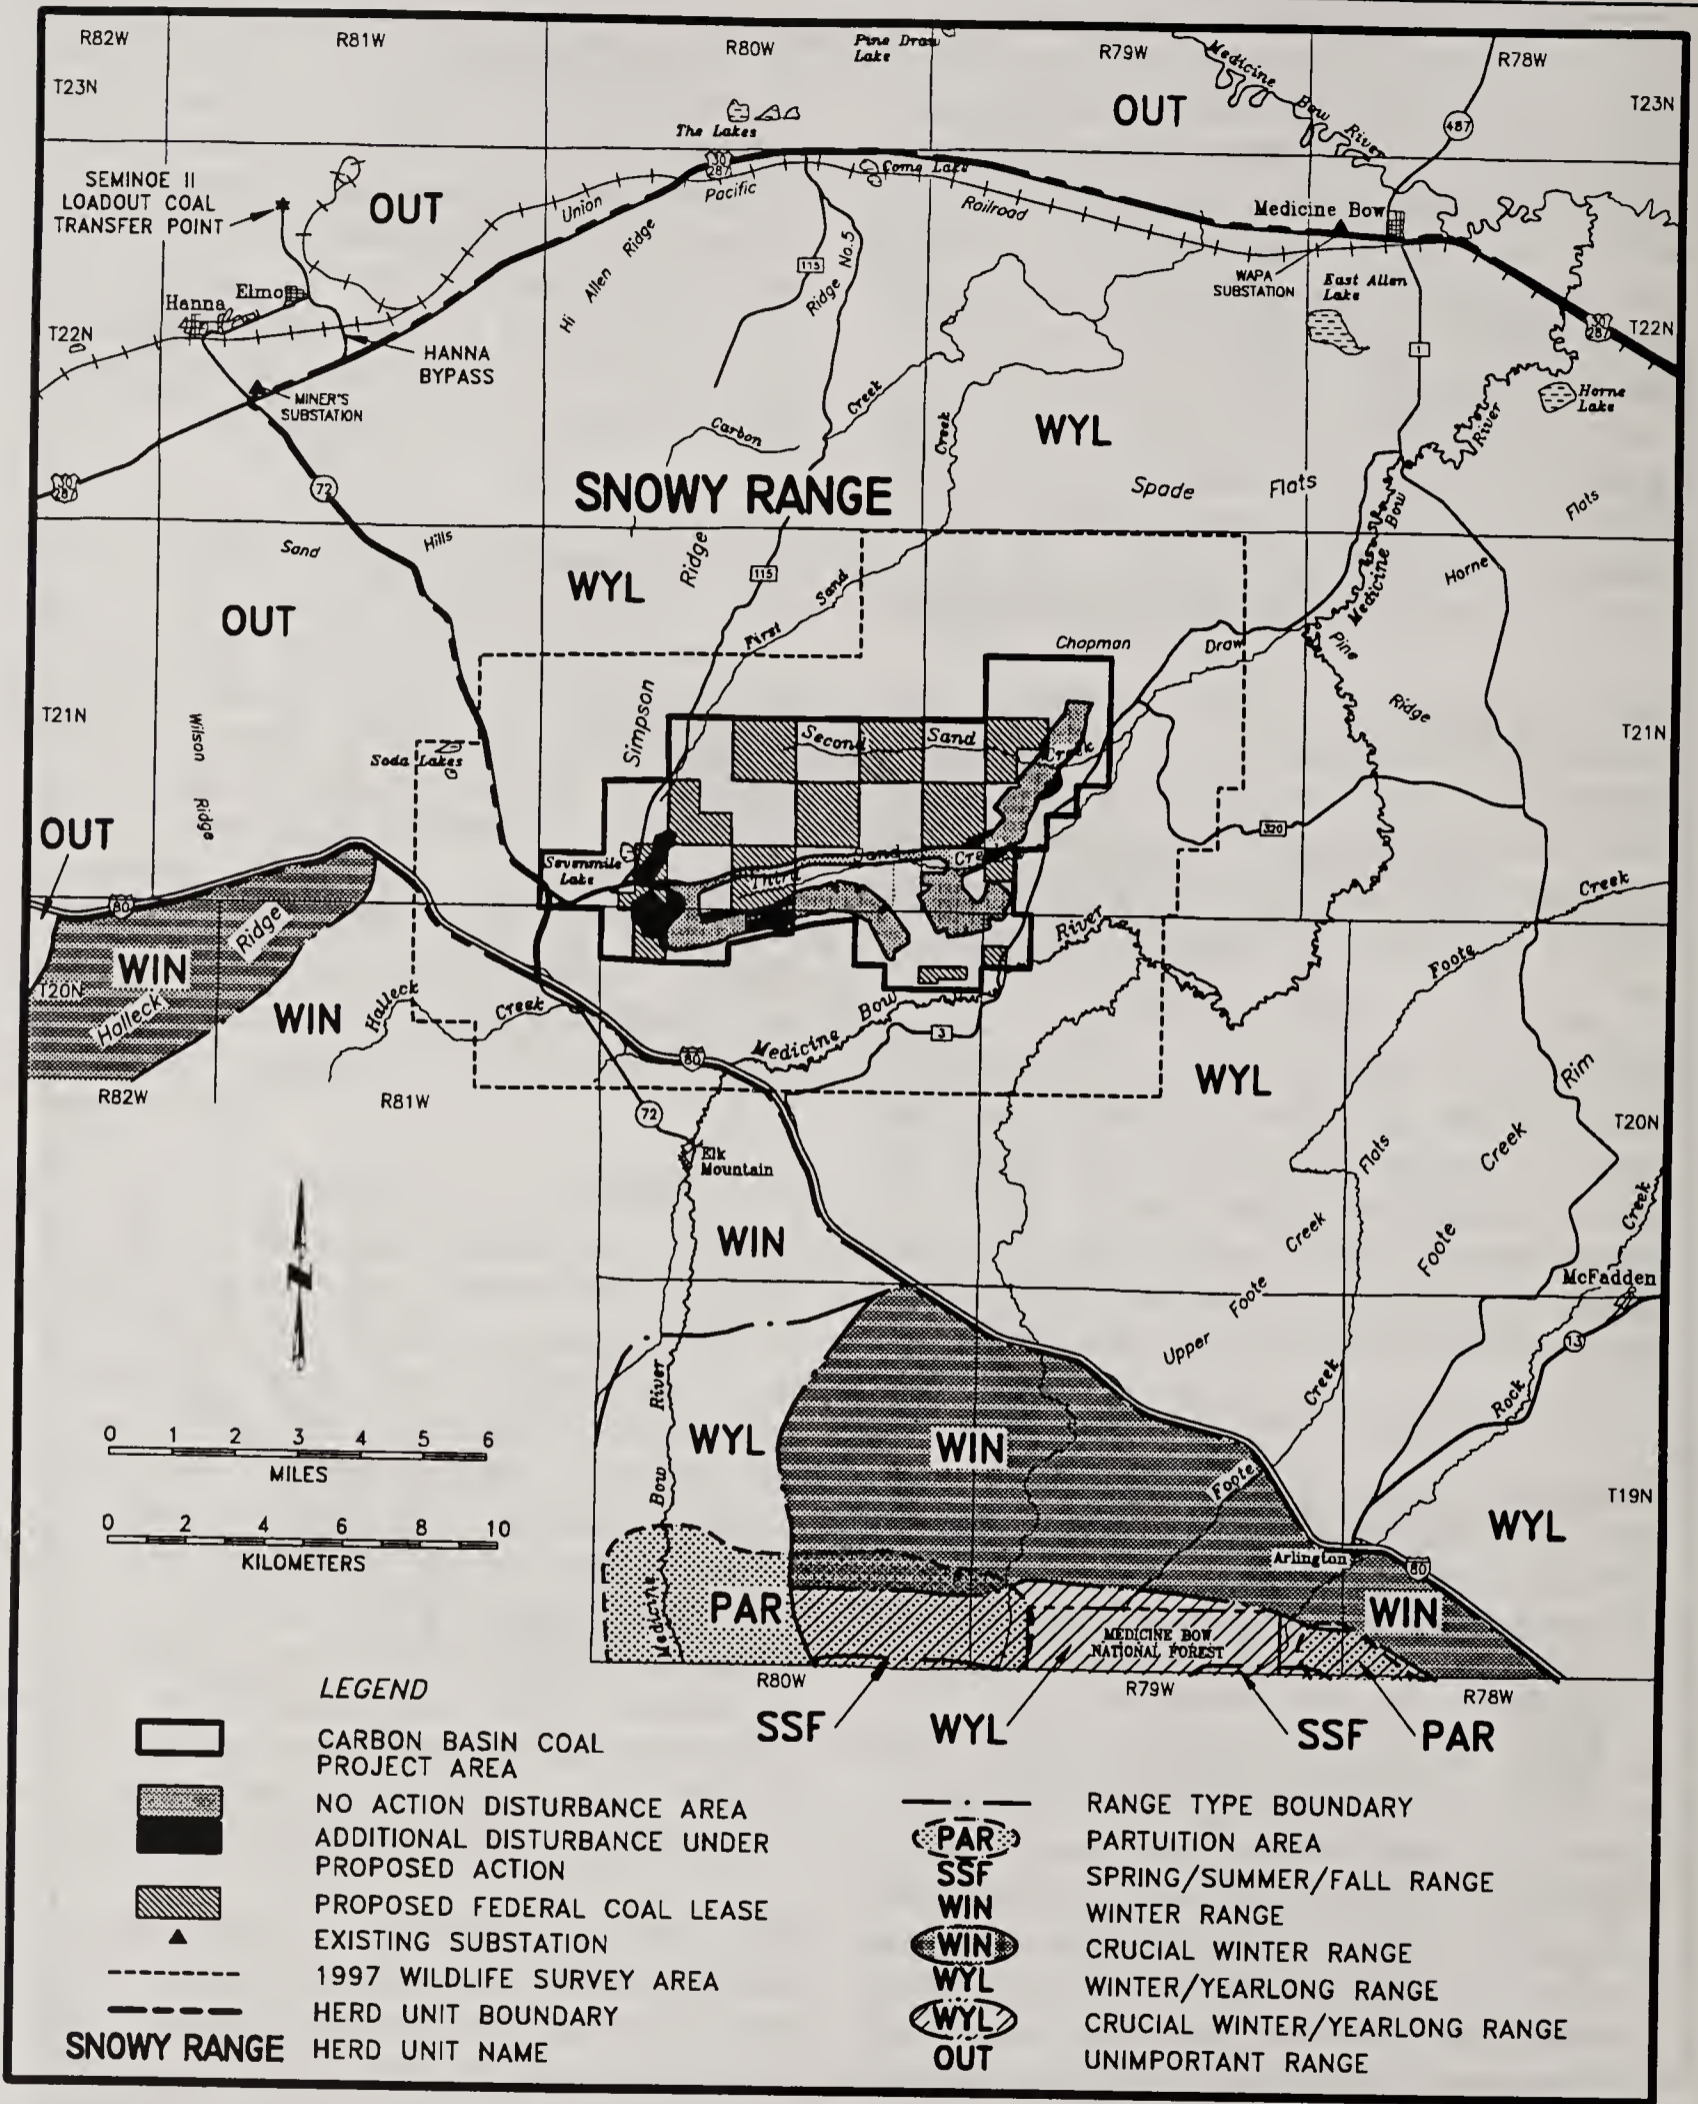 R82W
R81W
R80W
Pine Draw
Lake
R79W
Medicine
Bow
River
R78W
T23N
T23N
OUT
487
The Lakes
30
287
Como Lake
SEMINOE II
LOADOUT COAL
TRANSFER POINT
OUT
Union
Pacific
Railroad
Medicine Bow
WAPA
SUBSTATION
East Allen
Lake
Hi Allen Ridge
115
Ridge No.5
Elmo
Hanna
T22N
HANNA
BYPASS
MINER'S
SUBSTATION
1
30
287
T22N
Horne
Lake
River
Carbon
Creek
Creek
WYL
30
287
72
SNOWY RANGE
Spade
Flats
Bow
Flats
Sand
Hills
WYL
Ridge
115
Sand
First
Medicine
Horne
OUT
Chopman
Draw
Pine
Ridge
T21N
Wilson
Ridge
Soda Lakes
Simpson
Second
Sand
Creek
T21N
OUT
320
Sevenmile
Lake
Third
Sand
Cre
80
Creek
WIN
Ridge
T20N
Halleck
WIN
Halleck
Creek
River
Foote
Bow
Medicine
3
80
WYL
R82W
R81W
Rim
72
Elk
Mountain
T20N
Flats
Creek
Creek
WIN
N
Creek
Foote
Foote
Upper
McFadden
13
Creek
Rock
River
0 1 2 3 4 5 6
MILES
WYL
WIN
Foote
Bow
T19N
0 2 4 6 8 10
KILOMETERS
WYL
Arlington
80
PAR
Medicine
WIN
MEDICINE BOW
NATIONAL FOREST
R80W
R79W
R78W
SSF
WYL
SSF
PAR
LEGEND
CARBON BASIN COAL
PROJECT AREA
NO ACTION DISTURBANCE AREA
ADDITIONAL DISTURBANCE UNDER
PROPOSED ACTION
PROPOSED FEDERAL COAL LEASE
EXISTING SUBSTATION
1997 WILDLIFE SURVEY AREA
HERD UNIT BOUNDARY
SNOWY RANGE HERD UNIT NAME
RANGE TYPE BOUNDARY
PAR PARTUITION AREA
SSF SPRING/SUMMER/FALL RANGE
WIN WINTER RANGE
WIN CRUCIAL WINTER RANGE
WYL WINTER/YEARLONG RANGE
WYL CRUCIAL WINTER/YEARLONG RANGE
OUT UNIMPORTANT RANGE